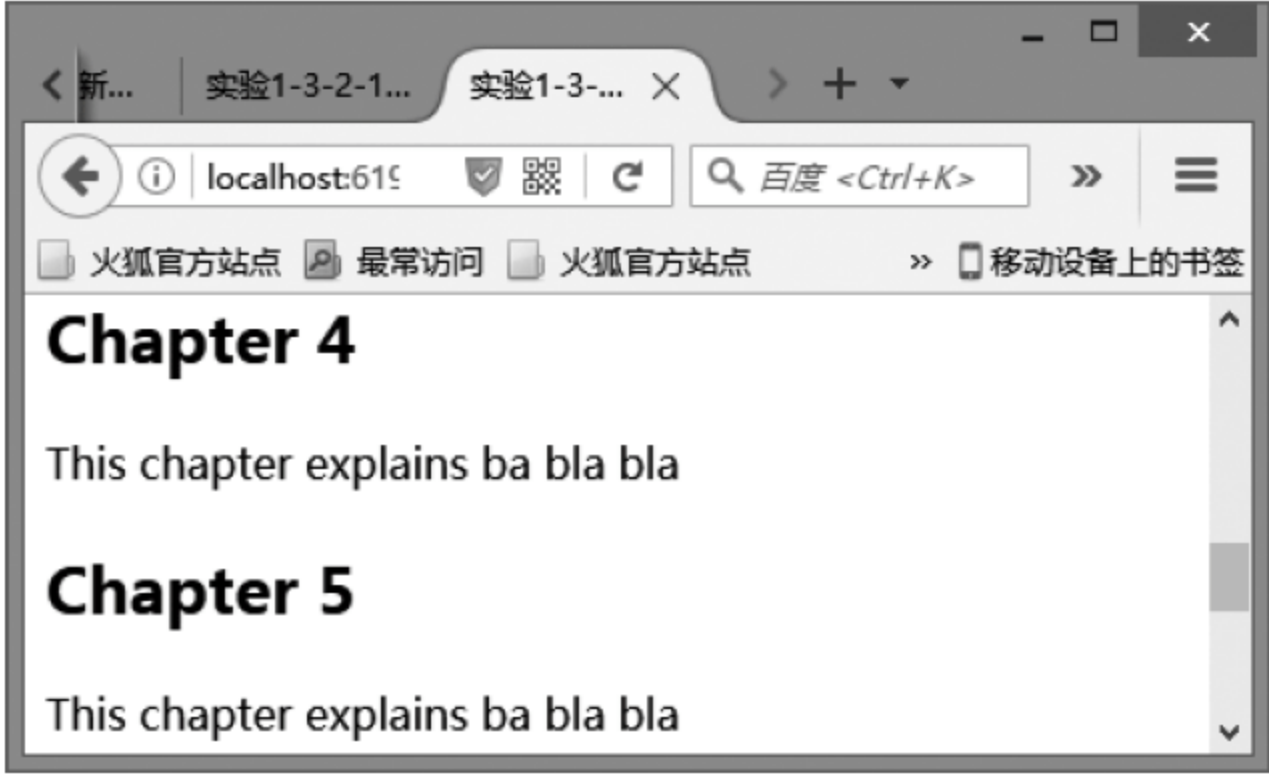 新... 实验1-3-2-1... 实验1-3-...
localhost:619 百度 <Ctrl+K>
火狐官方站点 最常访问 火狐官方站点 移动设备上的书签
Chapter 4
This chapter explains ba bla bla
Chapter 5
This chapter explains ba bla bla